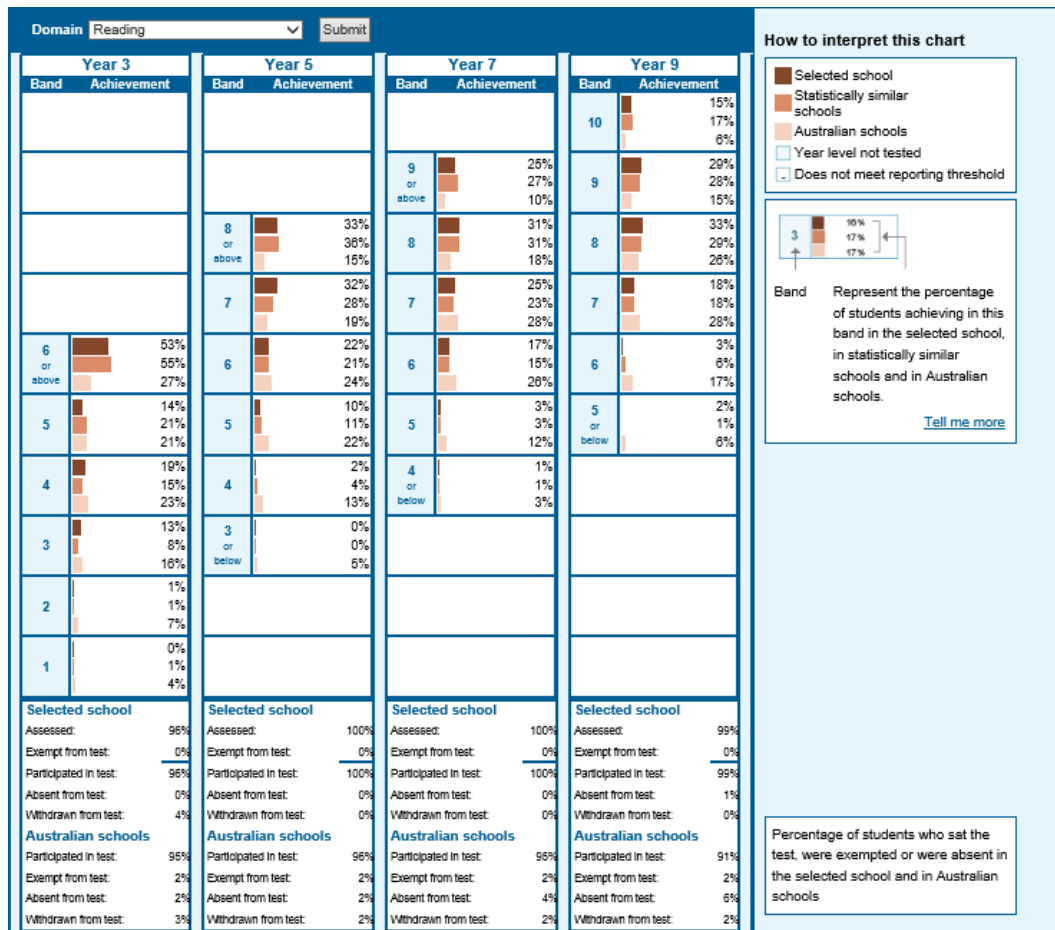 Domain Reading Submit
Year 3
Band Achievement
6 or above 53% 55% 27%
5 14% 21% 21%
4 19% 15% 23%
3 13% 8% 16%
2 1% 1% 7%
1 0% 1% 4%
Selected school
Assessed: 96%
Exempt from test: 0%
Participated in test: 96%
Absent from test: 0%
Withdrawn from test: 4%
Australian schools
Participated in test: 95%
Exempt from test: 2%
Absent from test: 2%
Withdrawn from test: 3%
Year 5
Band Achievement
8 or above 33% 36% 15%
7 32% 28% 19%
6 22% 21% 24%
5 10% 11% 22%
4 2% 4% 13%
3 or below 0% 0% 5%
Selected school
Assessed: 100%
Exempt from test: 0%
Participated in test: 100%
Absent from test: 0%
Withdrawn from test: 0%
Australian schools
Participated in test: 96%
Exempt from test: 2%
Absent from test: 2%
Withdrawn from test: 2%
Year 7
Band Achievement
9 or above 25% 27% 10%
8 31% 31% 18%
7 25% 23% 28%
6 17% 15% 26%
5 3% 3% 12%
4 or below 1% 1% 3%
Selected school
Assessed: 100%
Exempt from test: 0%
Participated in test: 100%
Absent from test: 0%
Withdrawn from test: 0%
Australian schools
Participated in test: 95%
Exempt from test: 2%
Absent from test: 4%
Withdrawn from test: 2%
Year 9
Band Achievement
10 15% 17% 6%
9 29% 28% 15%
8 33% 29% 26%
7 18% 18% 28%
6 3% 6% 17%
5 or below 2% 1% 6%
Selected school
Assessed: 99%
Exempt from test: 0%
Participated in test: 99%
Absent from test: 1%
Withdrawn from test: 0%
Australian schools
Participated in test: 91%
Exempt from test: 2%
Absent from test: 6%
Withdrawn from test: 2%
How to interpret this chart
Selected school
Statistically similar
schools
Australian schools
Year level not tested
- Does not meet reporting threshold
3 16% 17% 17%
Band
Represent the percentage
of students achieving in this
band in the selected school,
in statistically similar
schools and in Australian
schools.
Tell me more
Percentage of students who sat the
test, were exempted or were absent in
the selected school and in Australian
schools